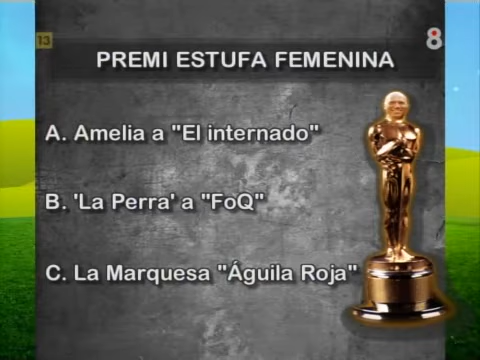 13
8
PREMI ESTUFA FEMENINA
A. Amelia a "El internado"
B. 'La Perra' a "FoQ"
C. La Marquesa "Águila Roja"